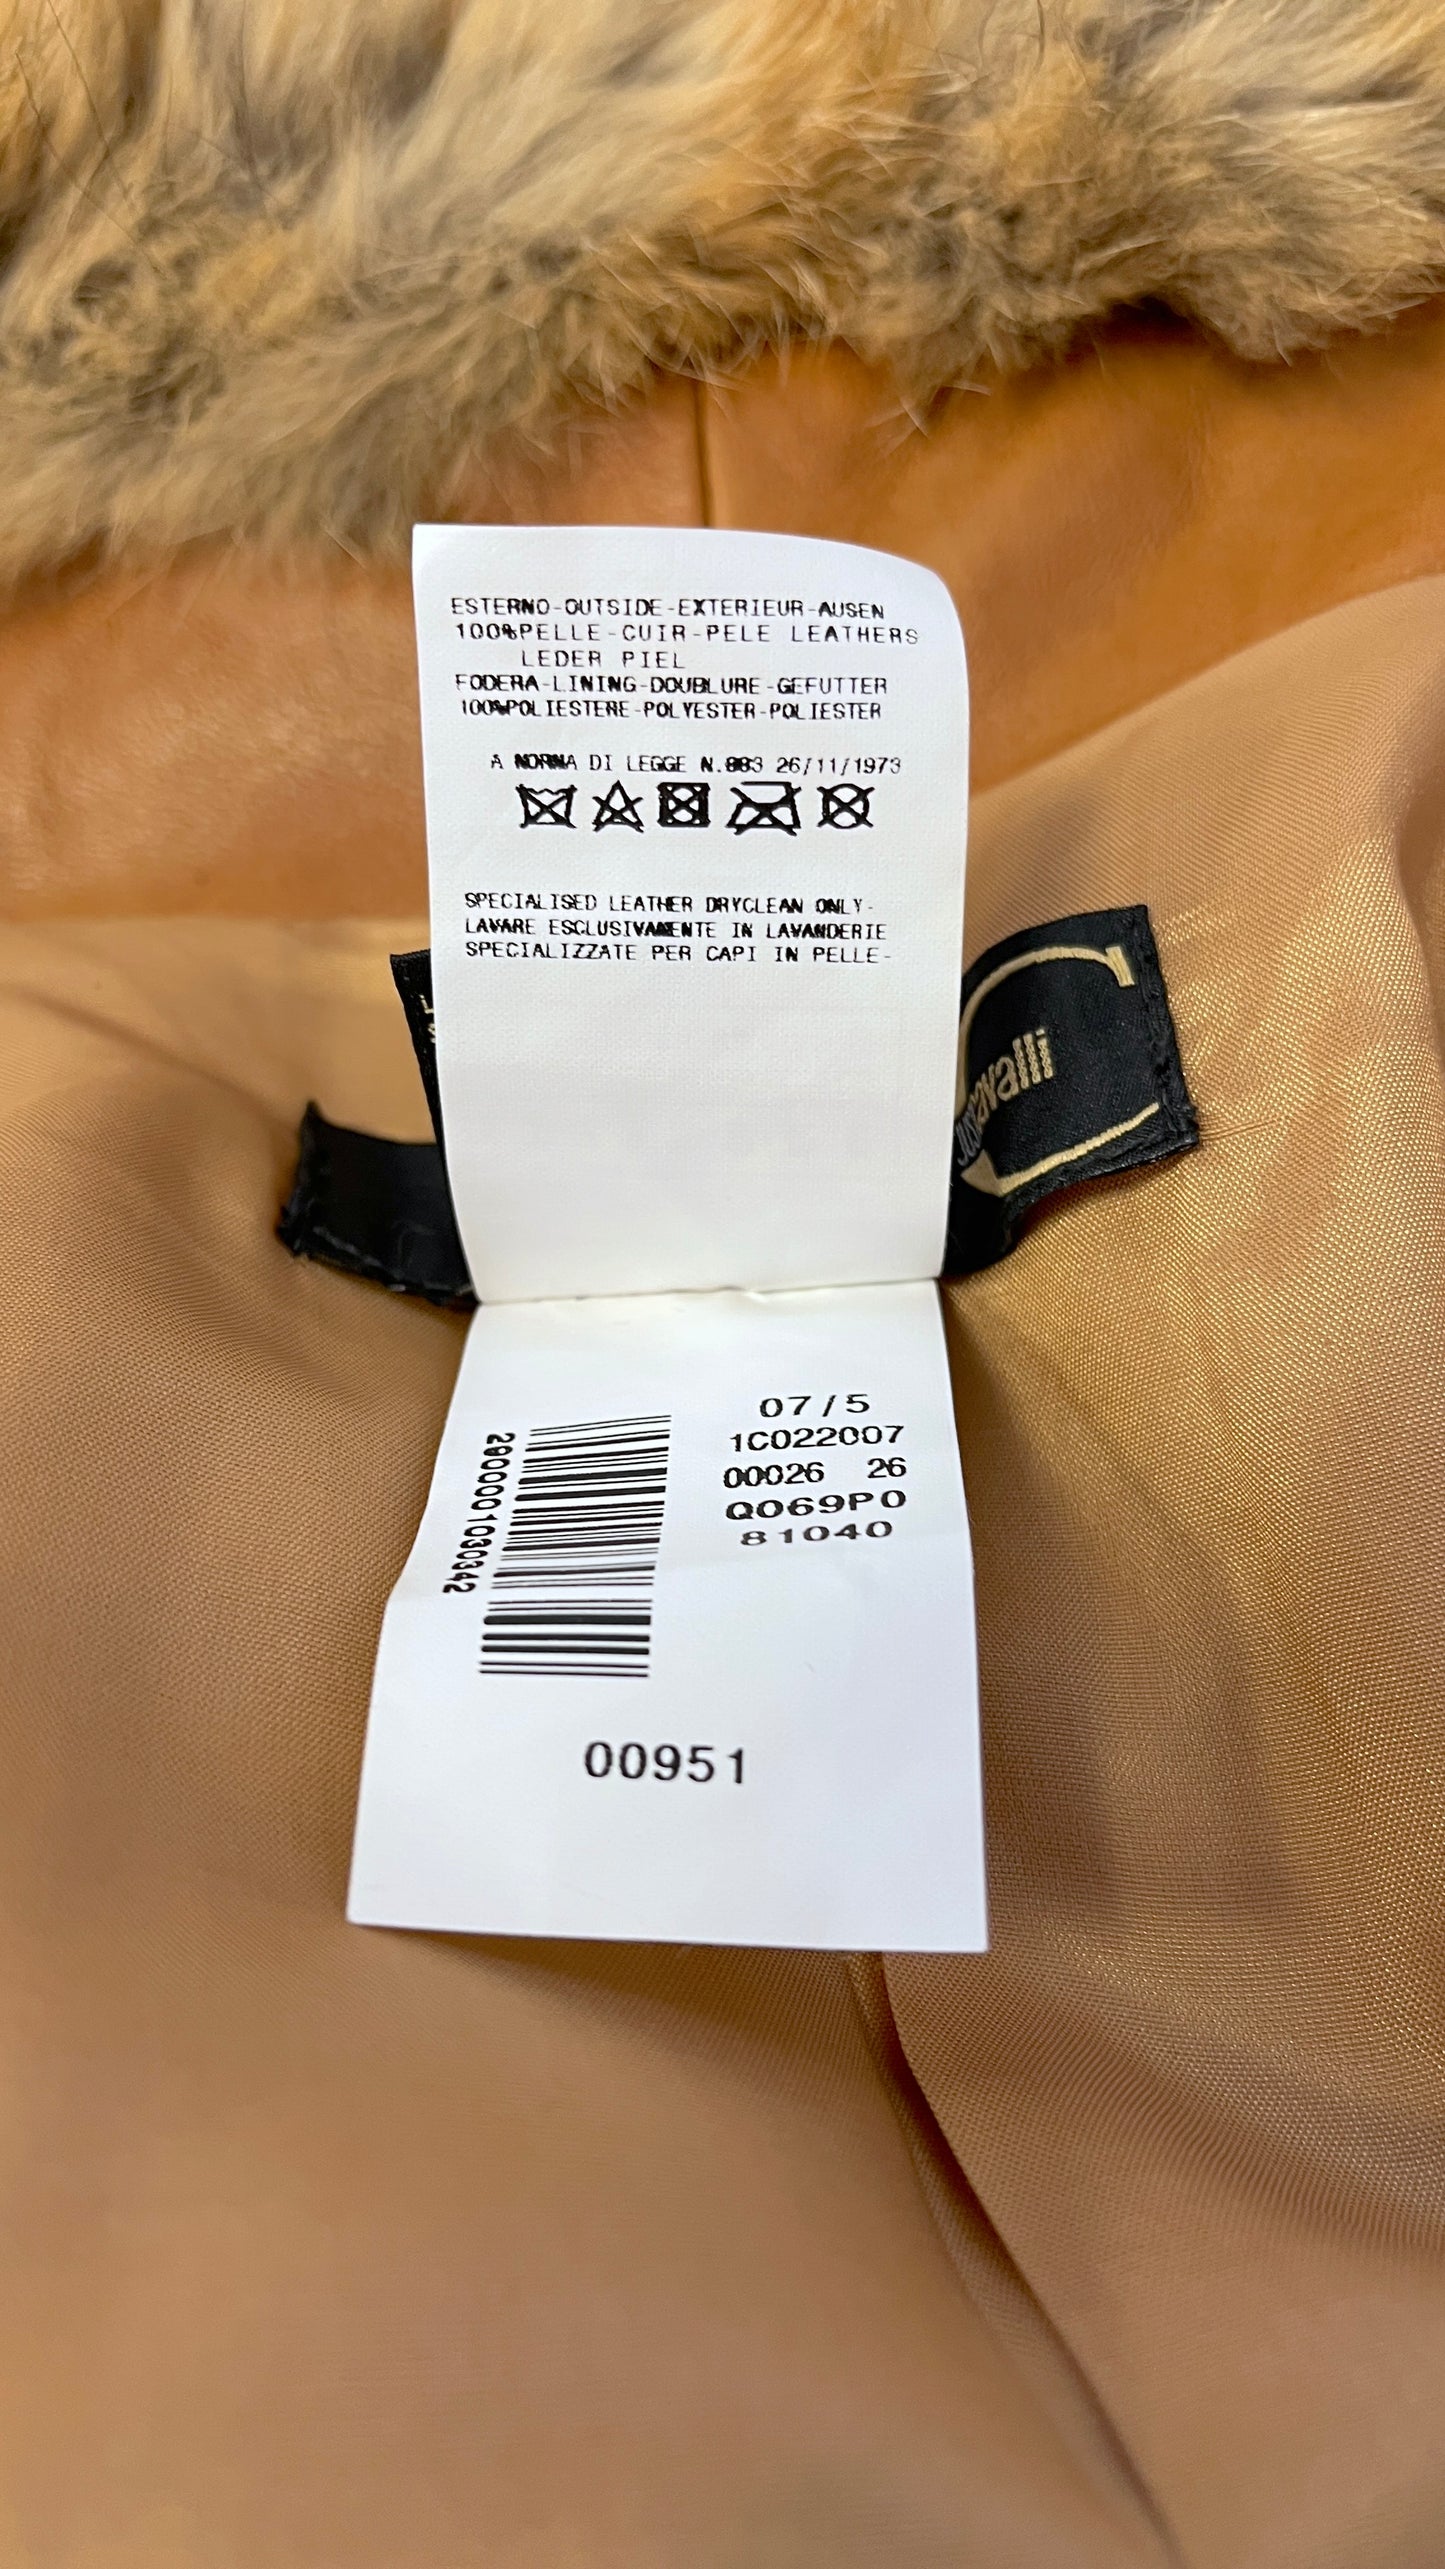 ESTERNO-OUTSIDE-EXTERIEUR-AUSEN
100%PELLE-CUIR-PELE LEATHERS
LEDER PIEL
FODERA-LINING-DOUBLURE-GEFUTTER
100%POLIESTERE-POLYESTER-POLIESTER
A NORMA DI LEGGE N.883 26/11/1973
SPECIALISED LEATHER DRYCLEAN ONLY-
LAVARE ESCLUSIVAMENTE IN LAVANDERIE
SPECIALIZZATE PER CAPI IN PELLE-
Cavalli
07/5
1C022007
00026 26
Q069P0
81040
2900001030342
00951